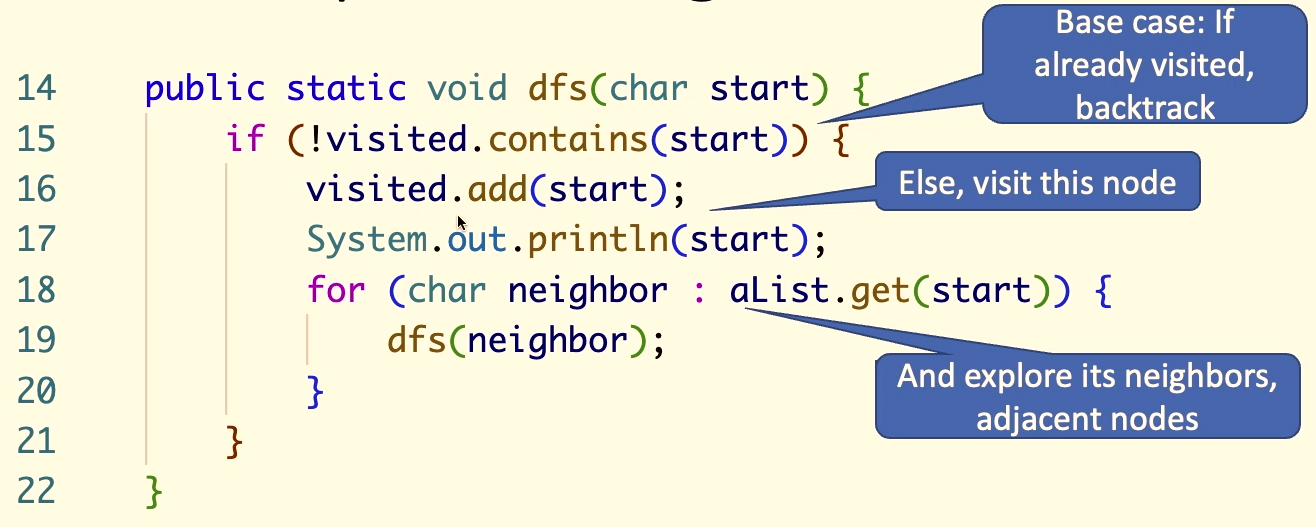 14 public static void dfs(char start) {
15 if (!visited.contains(start)) {
16 visited.add(start);
17 System.out.println(start);
18 for (char neighbor : aList.get(start)) {
19 dfs(neighbor);
20 }
21 }
22 }
Base case: If
already visited,
backtrack
Else, visit this node
And explore its neighbors,
adjacent nodes